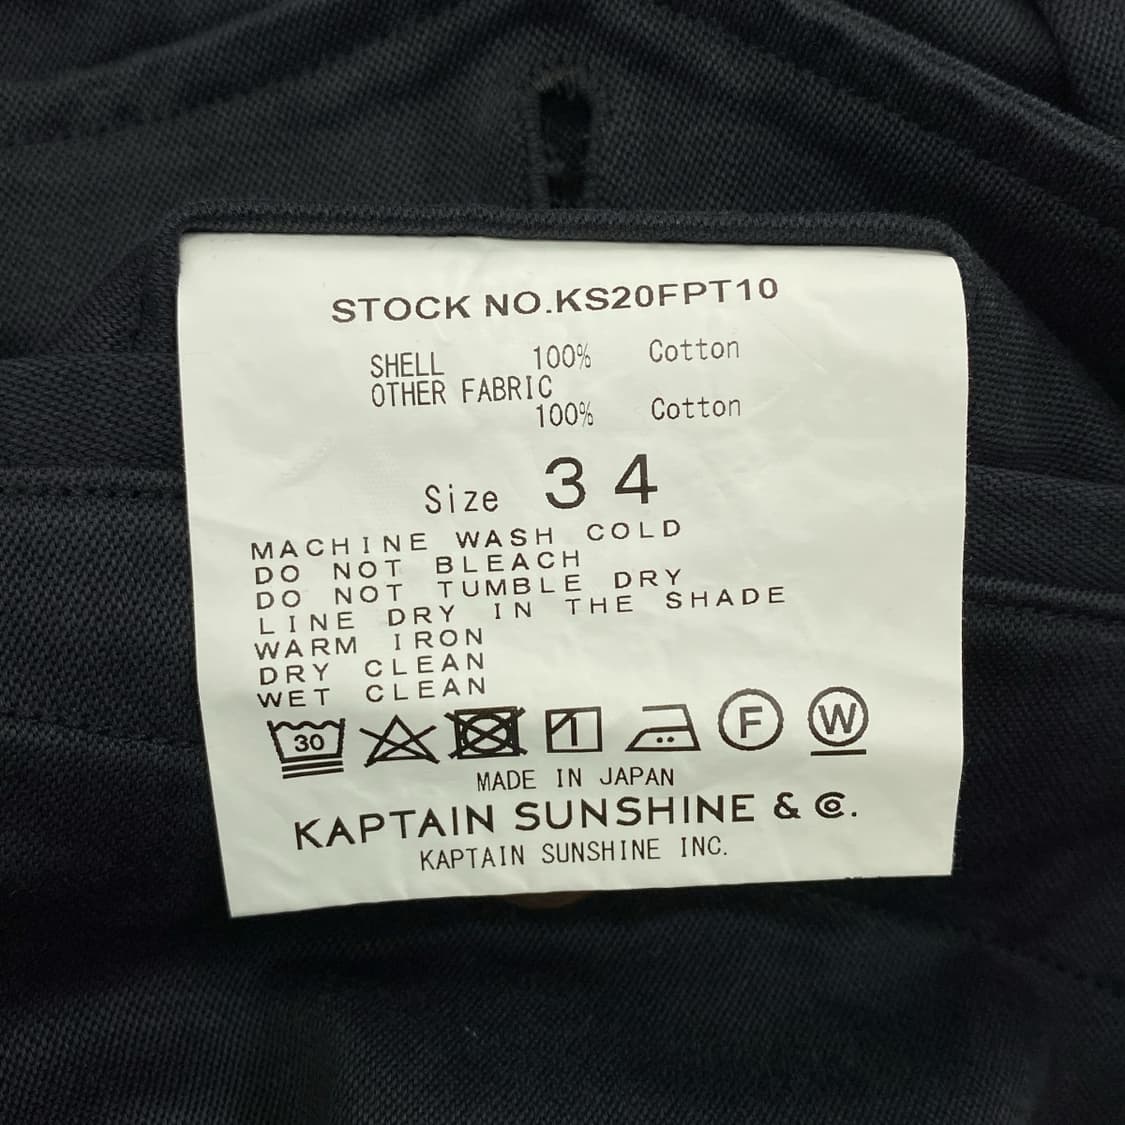 STOCK NO.KS20FPT10
SHELL 100% Cotton
OTHER FABRIC
100% Cotton
Size 34
MACHINE WASH COLD
DO NOT BLEACH
DO NOT TUMBLE DRY
LINE DRY IN THE SHADE
WARM IRON
DRY CLEAN
WET CLEAN
30 F W
MADE IN JAPAN
KAPTAIN SUNSHINE & Co.
KAPTAIN SUNSHINE INC.